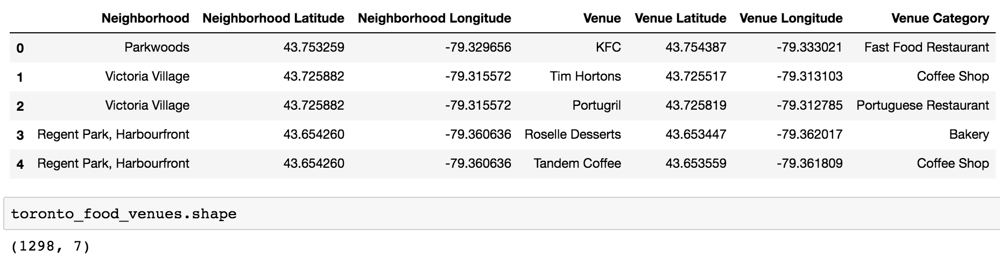 Neighborhood Neighborhood Latitude Neighborhood Longitude Venue Venue Latitude Venue Longitude Venue Category
0 Parkwoods 43.753259 -79.329656 KFC 43.754387 -79.333021 Fast Food Restaurant
1 Victoria Village 43.725882 -79.315572 Tim Hortons 43.725517 -79.313103 Coffee Shop
2 Victoria Village 43.725882 -79.315572 Portugril 43.725819 -79.312785 Portuguese Restaurant
3 Regent Park, Harbourfront 43.654260 -79.360636 Roselle Desserts 43.653447 -79.362017 Bakery
4 Regent Park, Harbourfront 43.654260 -79.360636 Tandem Coffee 43.653559 -79.361809 Coffee Shop
toronto_food_venues.shape
(1298, 7)